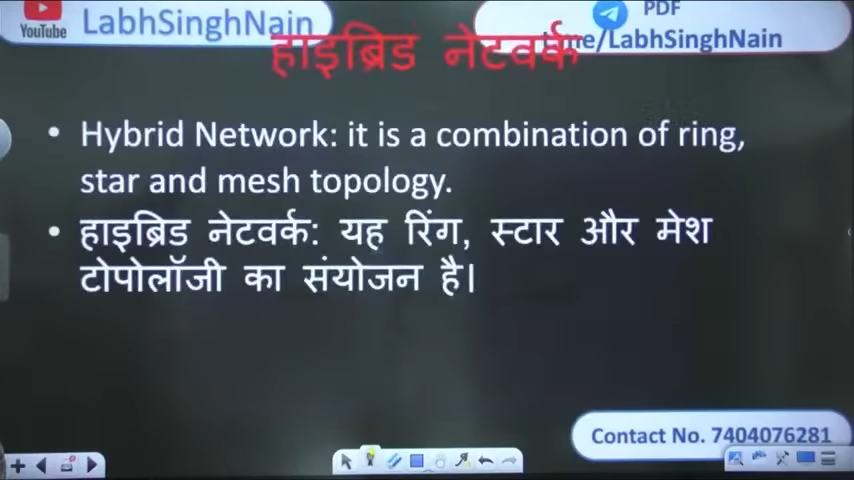 YouTube
LabhSinghNain
PDF
me/LabhSinghNain
हाइब्रिड नेटवर्क
• Hybrid Network: it is a combination of ring,
star and mesh topology.
• हाइब्रिड नेटवर्क: यह रिंग, स्टार और मेश
टोपोलॉजी का संयोजन है।
Contact No. 7404076281